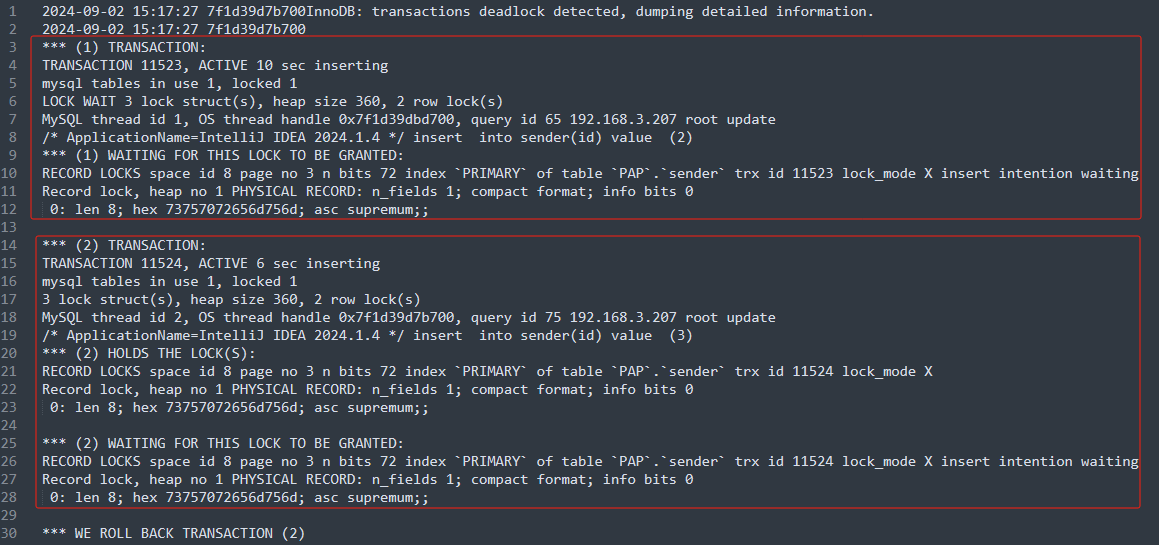 1 2024-09-02 15:17:27 7f1d39d7b700InnoDB: transactions deadlock detected, dumping detailed information.
2 2024-09-02 15:17:27 7f1d39d7b700
3 *** (1) TRANSACTION:
4 TRANSACTION 11523, ACTIVE 10 sec inserting
5 mysql tables in use 1, locked 1
6 LOCK WAIT 3 lock struct(s), heap size 360, 2 row lock(s)
7 MySQL thread id 1, OS thread handle 0x7f1d39dbd700, query id 65 192.168.3.207 root update
8 /* ApplicationName=IntelliJ IDEA 2024.1.4 */ insert  into sender(id) value  (2)
9 *** (1) WAITING FOR THIS LOCK TO BE GRANTED:
10 RECORD LOCKS space id 8 page no 3 n bits 72 index `PRIMARY` of table `PAP`.`sender` trx id 11523 lock_mode X insert intention waiting
11 Record lock, heap no 1 PHYSICAL RECORD: n_fields 1; compact format; info bits 0
12  0: len 8; hex 73757072656d756d; asc supremum;;
13
14 *** (2) TRANSACTION:
15 TRANSACTION 11524, ACTIVE 6 sec inserting
16 mysql tables in use 1, locked 1
17 3 lock struct(s), heap size 360, 2 row lock(s)
18 MySQL thread id 2, OS thread handle 0x7f1d39d7b700, query id 75 192.168.3.207 root update
19 /* ApplicationName=IntelliJ IDEA 2024.1.4 */ insert  into sender(id) value  (3)
20 *** (2) HOLDS THE LOCK(S):
21 RECORD LOCKS space id 8 page no 3 n bits 72 index `PRIMARY` of table `PAP`.`sender` trx id 11524 lock_mode X
22 Record lock, heap no 1 PHYSICAL RECORD: n_fields 1; compact format; info bits 0
23  0: len 8; hex 73757072656d756d; asc supremum;;
24
25 *** (2) WAITING FOR THIS LOCK TO BE GRANTED:
26 RECORD LOCKS space id 8 page no 3 n bits 72 index `PRIMARY` of table `PAP`.`sender` trx id 11524 lock_mode X insert intention waiting
27 Record lock, heap no 1 PHYSICAL RECORD: n_fields 1; compact format; info bits 0
28  0: len 8; hex 73757072656d756d; asc supremum;;
29
30 *** WE ROLL BACK TRANSACTION (2)